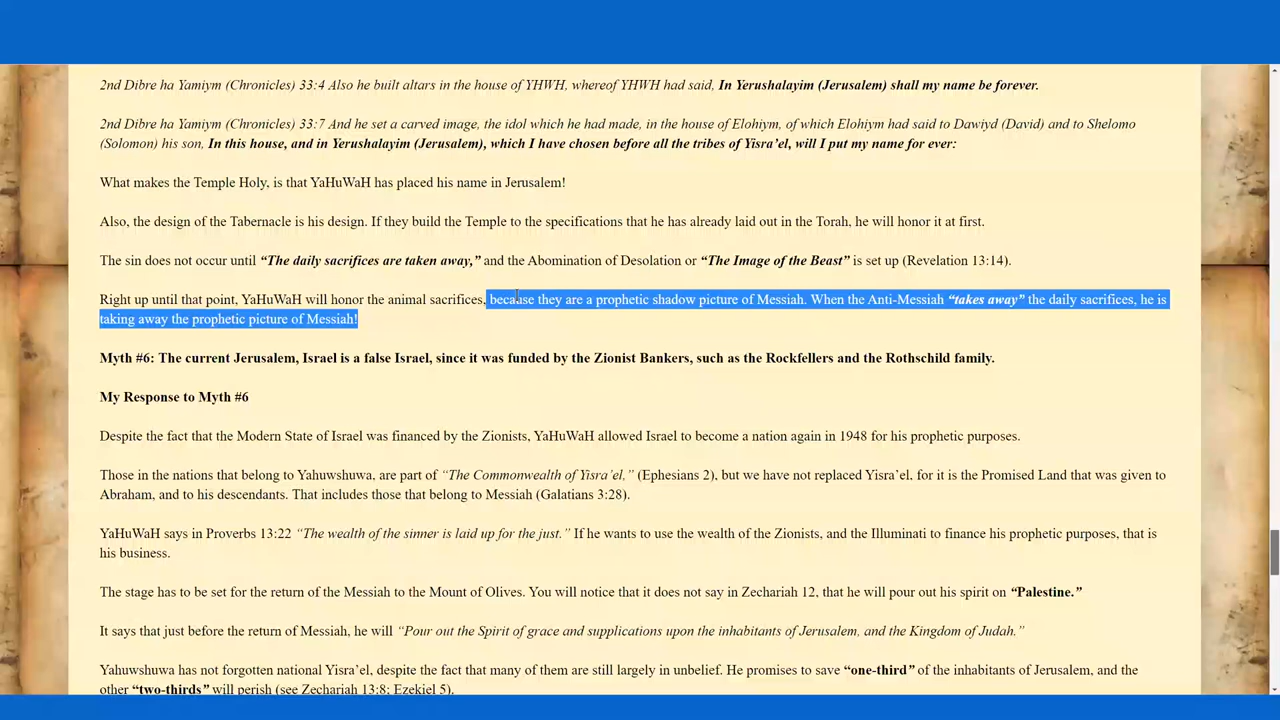 2nd Dibre ha Yamiym (Chronicles) 33:4 Also he built altars in the house of YHWH, whereof YHWH had said, In Yerushalayim (Jerusalem) shall my name be forever.
2nd Dibre ha Yamiym (Chronicles) 33:7 And he set a carved image, the idol which he had made, in the house of Elohiym, of which Elohiym had said to Dawiyd (David) and to Shelomo
(Solomon) his son, In this house, and in Yerushalayim (Jerusalem), which I have chosen before all the tribes of Yisra’el, will I put my name for ever:
What makes the Temple Holy, is that YaHuWaH has placed his name in Jerusalem!
Also, the design of the Tabernacle is his design. If they build the Temple to the specifications that he has already laid out in the Torah, he will honor it at first.
The sin does not occur until “The daily sacrifices are taken away,” and the Abomination of Desolation or “The Image of the Beast” is set up (Revelation 13:14).
Right up until that point, YaHuWaH will honor the animal sacrifices, because they are a prophetic shadow picture of Messiah. When the Anti-Messiah “takes away” the daily sacrifices, he is
taking away the prophetic picture of Messiah!
Myth #6: The current Jerusalem, Israel is a false Israel, since it was funded by the Zionist Bankers, such as the Rockfellers and the Rothschild family.
My Response to Myth #6
Despite the fact that the Modern State of Israel was financed by the Zionists, YaHuWaH allowed Israel to become a nation again in 1948 for his prophetic purposes.
Those in the nations that belong to Yahuwshuwa, are part of “The Commonwealth of Yisra’el,” (Ephesians 2), but we have not replaced Yisra’el, for it is the Promised Land that was given to
Abraham, and to his descendants. That includes those that belong to Messiah (Galatians 3:28).
YaHuWaH says in Proverbs 13:22 “The wealth of the sinner is laid up for the just.” If he wants to use the wealth of the Zionists, and the Illuminati to finance his prophetic purposes, that is
his business.
The stage has to be set for the return of the Messiah to the Mount of Olives. You will notice that it does not say in Zechariah 12, that he will pour out his spirit on “Palestine.”
It says that just before the return of Messiah, he will “Pour out the Spirit of grace and supplications upon the inhabitants of Jerusalem, and the Kingdom of Judah.”
Yahuwshuwa has not forgotten national Yisra’el, despite the fact that many of them are still largely in unbelief. He promises to save “one-third” of the inhabitants of Jerusalem, and the
other “two-thirds” will perish (see Zechariah 13:8; Ezekiel 5).